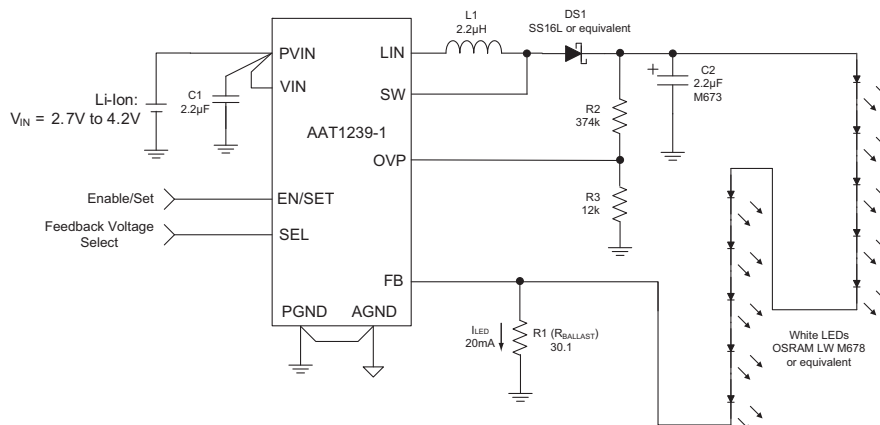 L1
2.2µH
DS1
SS16L or equivalent
PVIN
LIN
C1
2.2µF
VIN
SW
+
C2
2.2µF
M673
Li-Ion:
VIN = 2.7V to 4.2V
R2
374k
AAT1239-1
OVP
Enable/Set
EN/SET
R3
12k
Feedback Voltage
Select
SEL
FB
PGND
AGND
ILED
20mA
R1 (RBALLAST)
30.1
White LEDs
OSRAM LW M678
or equivalent